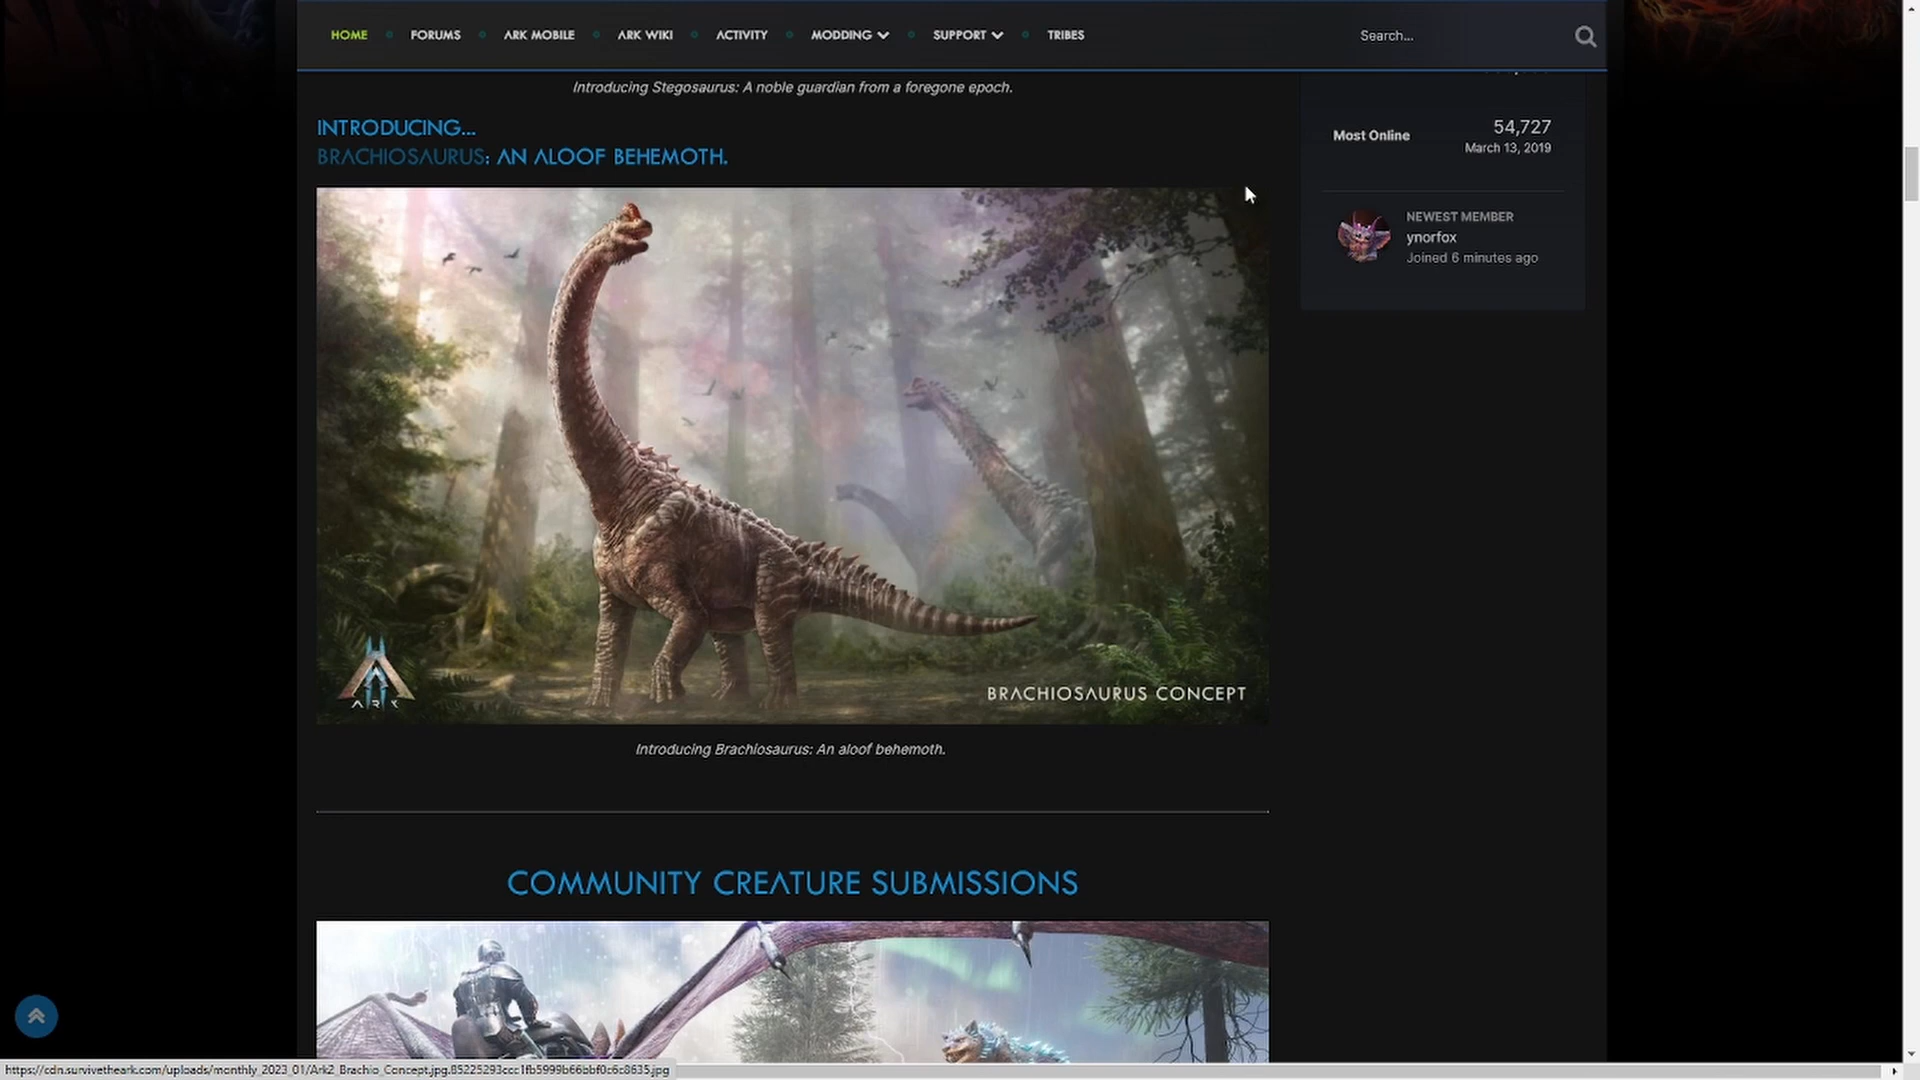 HOME FORUMS ARK MOBILE ARK WIKI ACTIVITY MODDING SUPPORT TRIBES Search...
Introducing Stegosaurus: A noble guardian from a foregone epoch.
INTRODUCING...
BRACHIOSAURUS: AN ALOOF BEHEMOTH.
Most Online 54,727
March 13, 2019
NEWEST MEMBER
ynorfox
Joined 6 minutes ago
ARK
BRACHIOSAURUS CONCEPT
Introducing Brachiosaurus: An aloof behemoth.
COMMUNITY CREATURE SUBMISSIONS
https://cdn.survivetheark.com/uploads/monthly_2023_01/Ark2_Brachio_Concept.jpg.85225293ccc1fb5999b66bbf0c6c8635.jpg